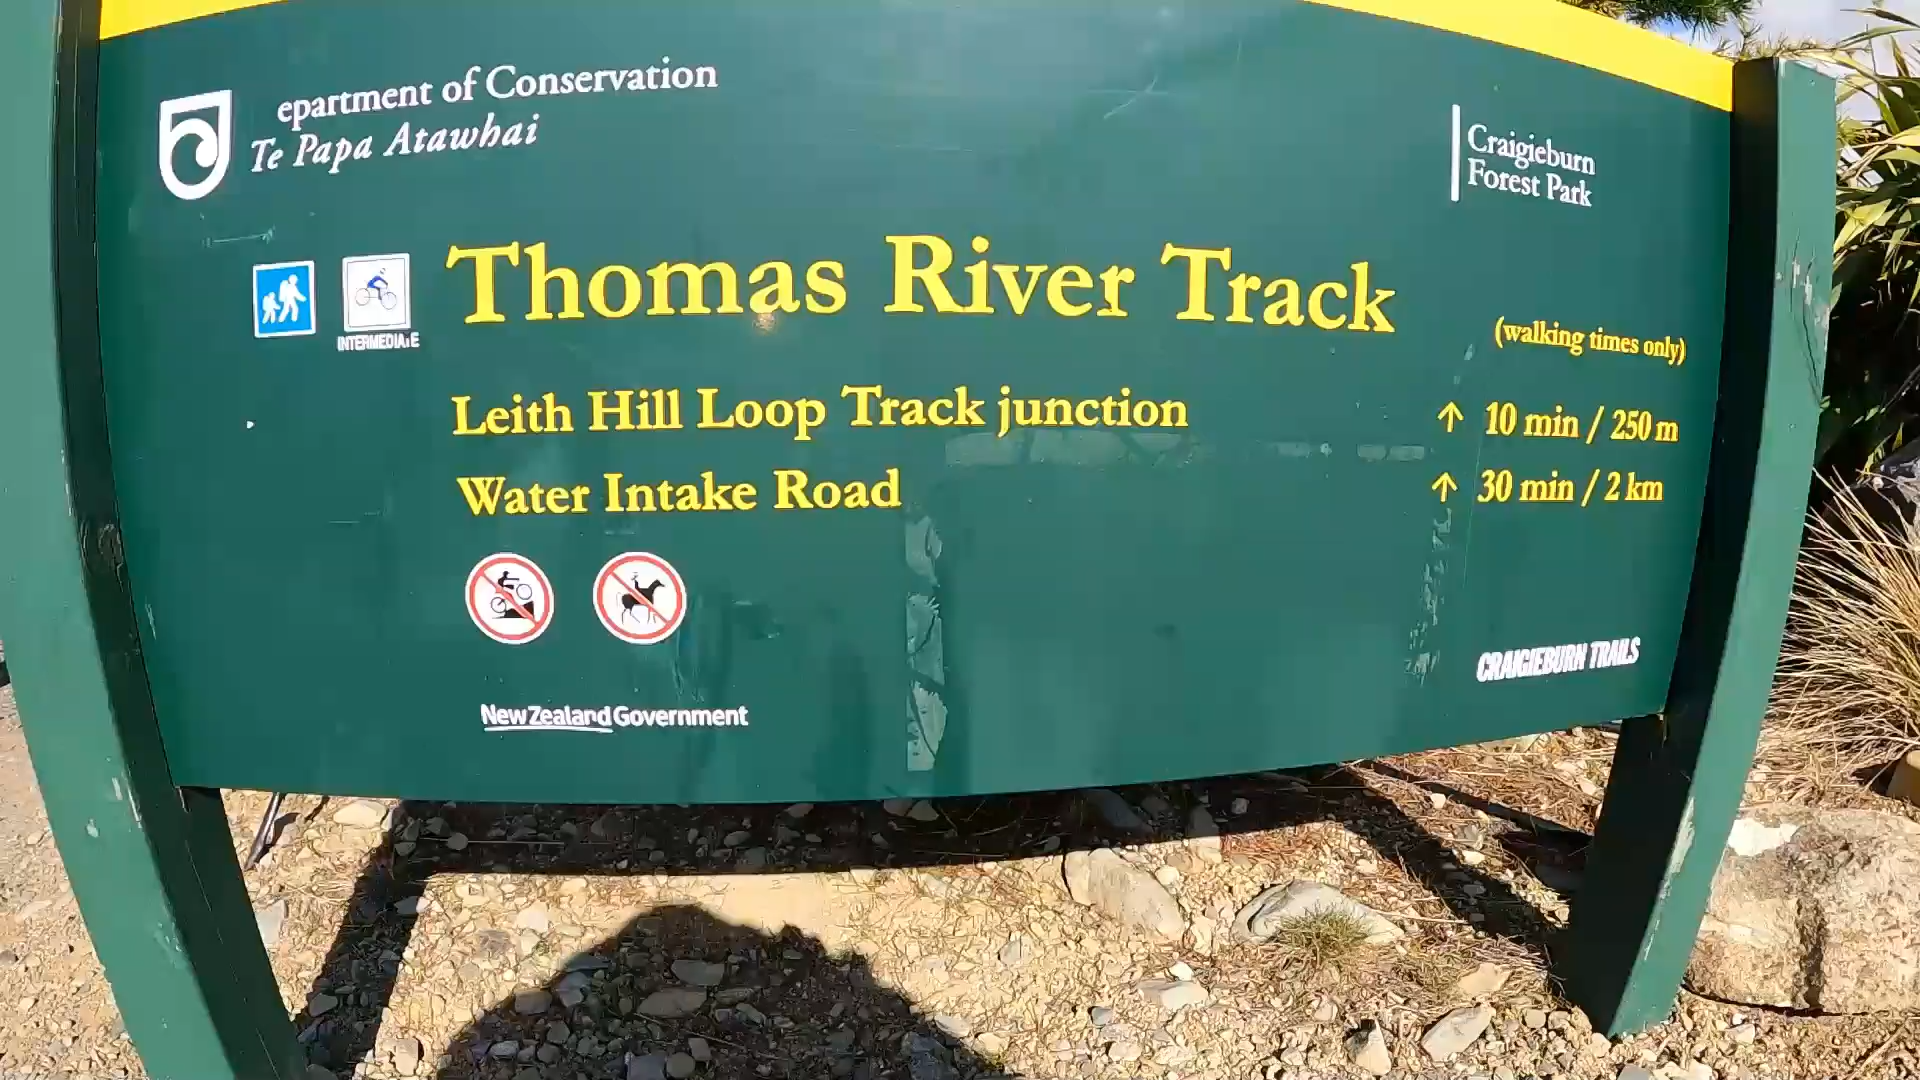 epartment of Conservation
Te Papa Atawhai
Craigieburn
Forest Park
Thomas River Track
INTERMEDIATE
(walking times only)
Leith Hill Loop Track junction ↑ 10 min / 250 m
Water Intake Road ↑ 30 min / 2 km
CRAIGIEBURN TRAILS
New Zealand Government